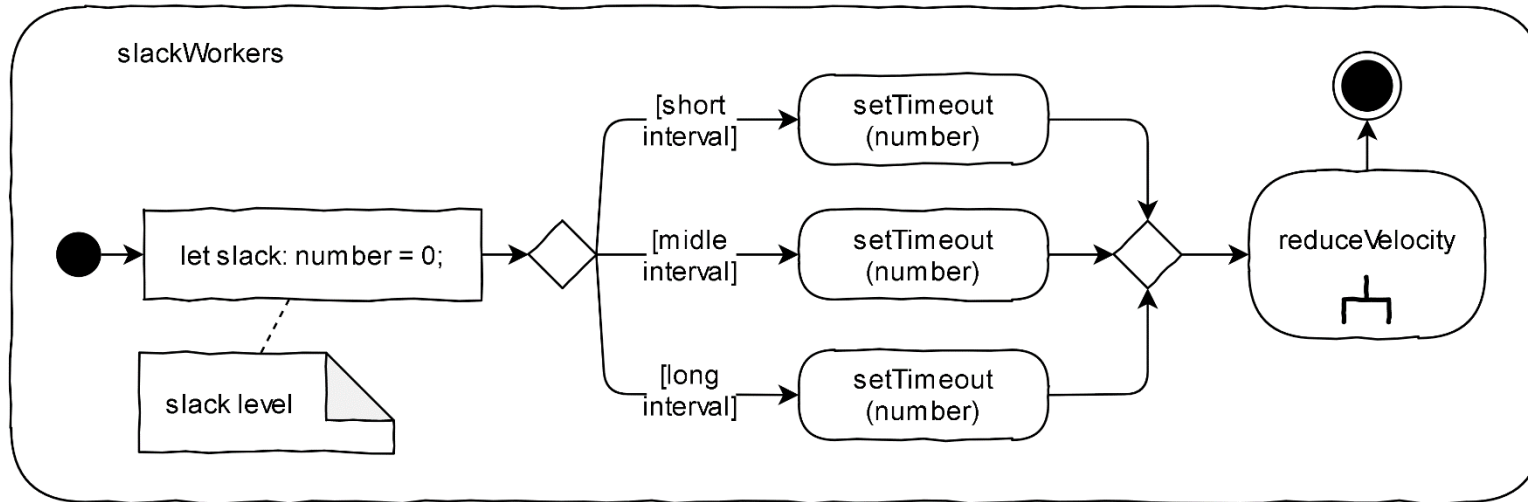 slackWorkers
let slack: number = 0;
slack level
[short
interval]
setTimeout
(number)
[midle
interval]
setTimeout
(number)
[long
interval]
setTimeout
(number)
reduceVelocity